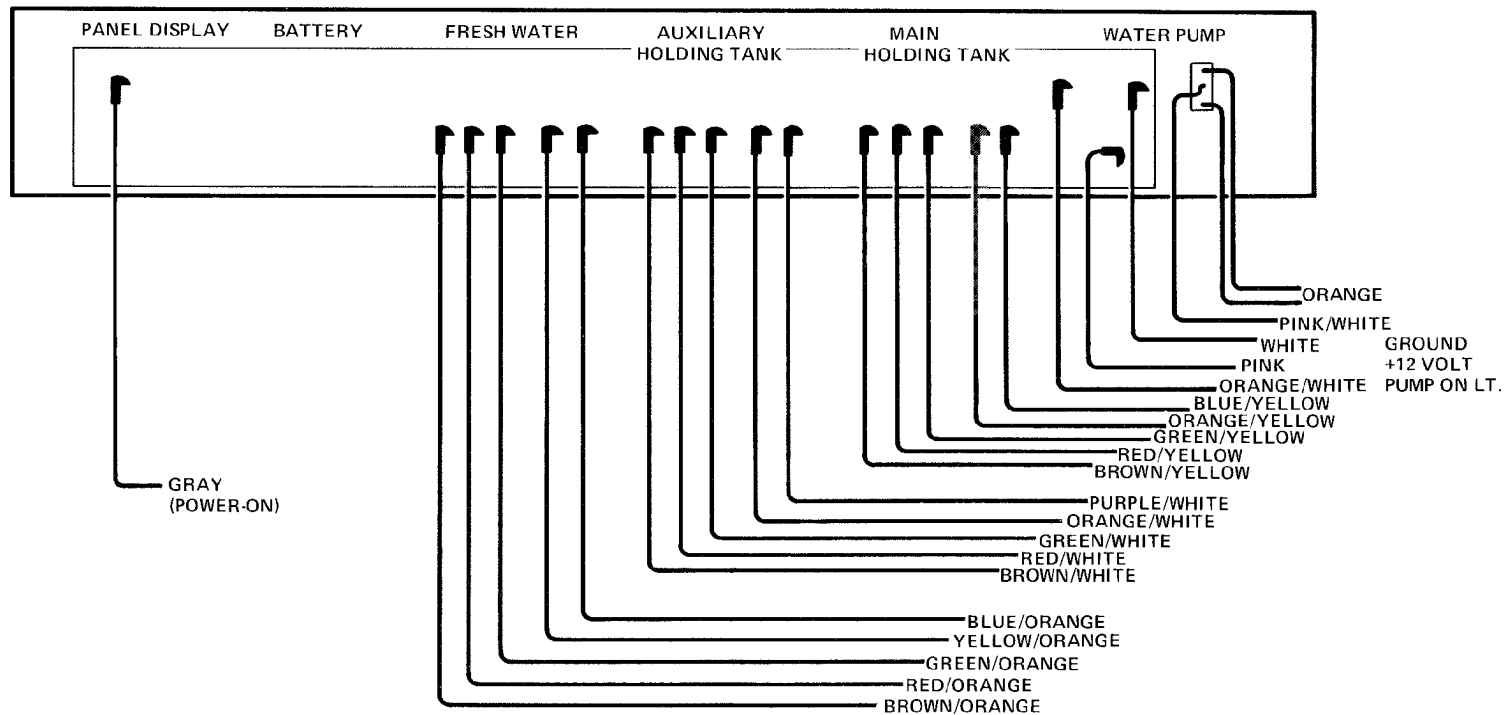 PANEL DISPLAY
BATTERY
FRESH WATER
AUXILIARY
HOLDING TANK
MAIN
HOLDING TANK
WATER PUMP
ORANGE
PINK/WHITE
WHITE GROUND
PINK +12 VOLT
ORANGE/WHITE PUMP ON LT.
BLUE/YELLOW
ORANGE/YELLOW
GREEN/YELLOW
RED/YELLOW
BROWN/YELLOW
GRAY
(POWER-ON)
PURPLE/WHITE
ORANGE/WHITE
GREEN/WHITE
RED/WHITE
BROWN/WHITE
BLUE/ORANGE
YELLOW/ORANGE
GREEN/ORANGE
RED/ORANGE
BROWN/ORANGE